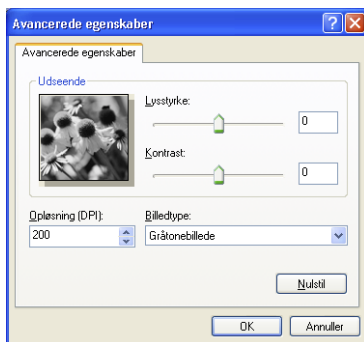 Avancerede egenskaber
Avancerede egenskaber
Udseende
Lysstyrke:
0
Kontrast:
0
Opløsning (DPI):
Billedtype:
200
Gråtonebillede
Nulstil
OK
Annuller